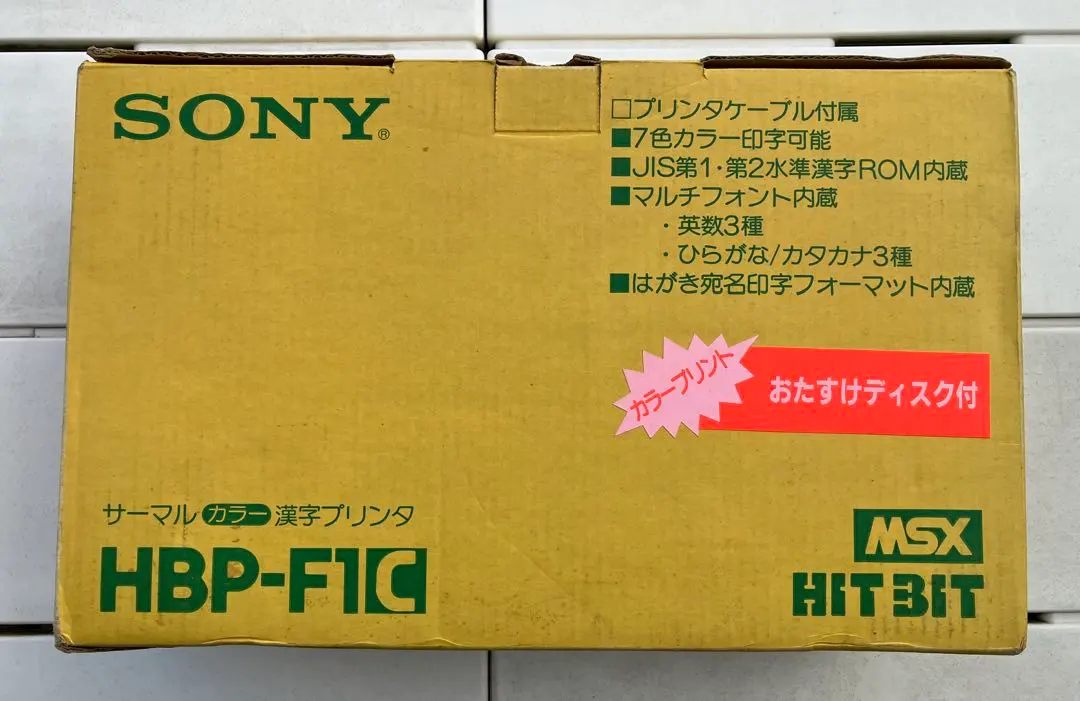 SONY®
□プリンタケーブル付属
■7色カラー印字可能
■JIS第1・第2水準漢字ROM内蔵
■マルチフォント内蔵
・英数3種
・ひらがな/カタカナ3種
■はがき宛名印字フォーマット内蔵
カラープリント
おたすけディスク付
サーマルカラー漢字プリンタ
HBP-F1C
MSX
HITBIT